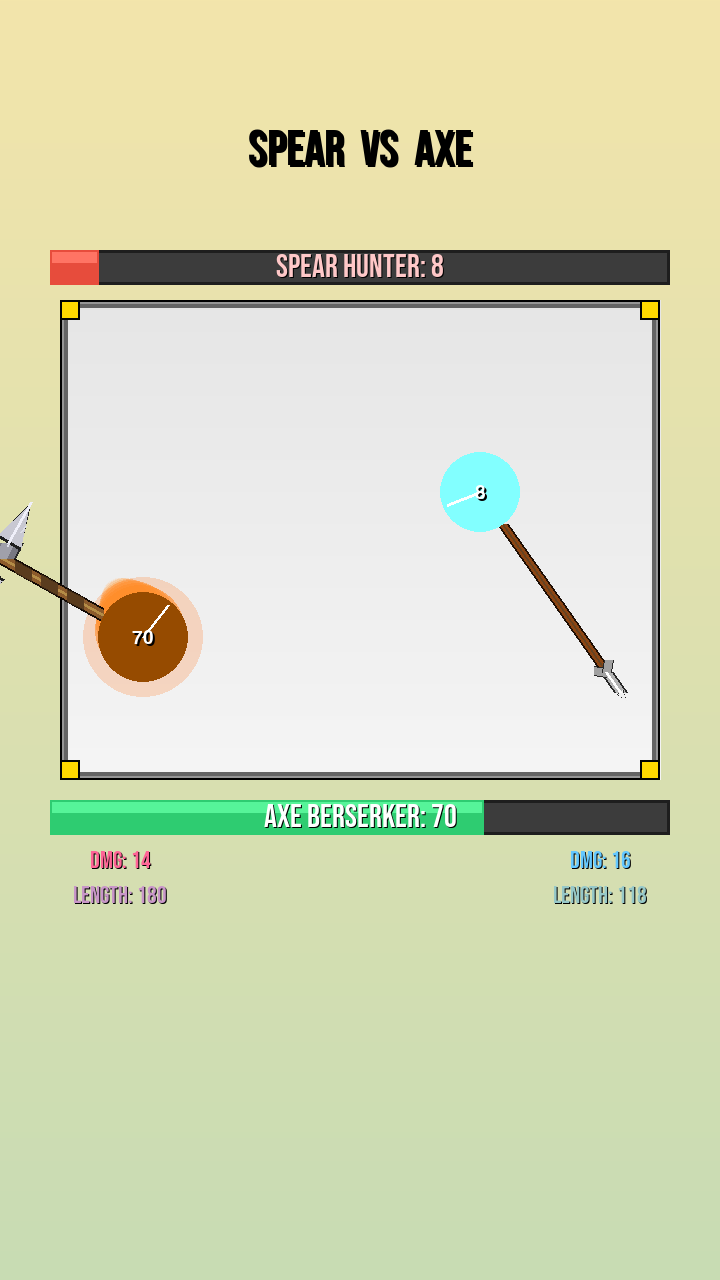 SPEAR VS AXE
SPEAR HUNTER: 8
8
70
AXE BERSERKER: 70
DMG: 14
DMG: 16
LENGTH: 180
LENGTH: 118